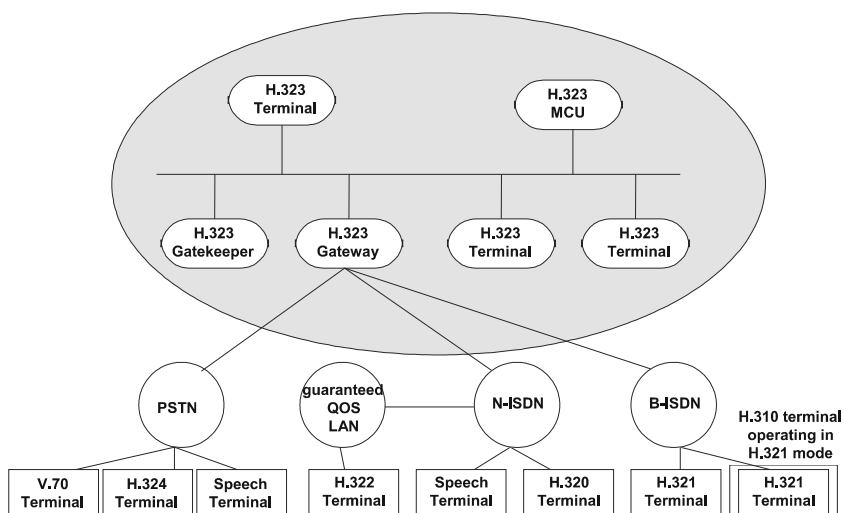 H.323
Terminal
H.323
MCU
H.323
Gatekeeper
H.323
Gateway
H.323
Terminal
H.323
Terminal
PSTN
guaranteed
QOS
LAN
N-ISDN
B-ISDN
H.310 terminal
operating in
H.321 mode
V.70
Terminal
H.324
Terminal
Speech
Terminal
H.322
Terminal
Speech
Terminal
H.320
Terminal
H.321
Terminal
H.321
Terminal